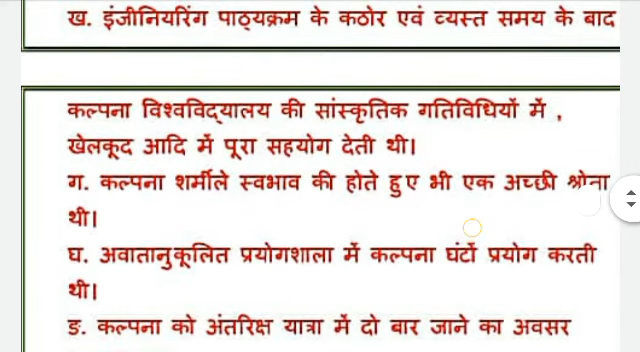 ख. इंजीनियरिंग पाठ्यक्रम के कठोर एवं व्यस्त समय के बाद
कल्पना विश्वविद्यालय की सांस्कृतिक गतिविधियों में ,
खेलकूद आदि में पूरा सहयोग देती थी।
ग. कल्पना शर्मीले स्वभाव की होते हुए भी एक अच्छी श्रोता
थी।
घ. अवातानुकूलित प्रयोगशाला में कल्पना घंटों प्रयोग करती
थी।
ङ. कल्पना को अंतरिक्ष यात्रा में दो बार जाने का अवसर